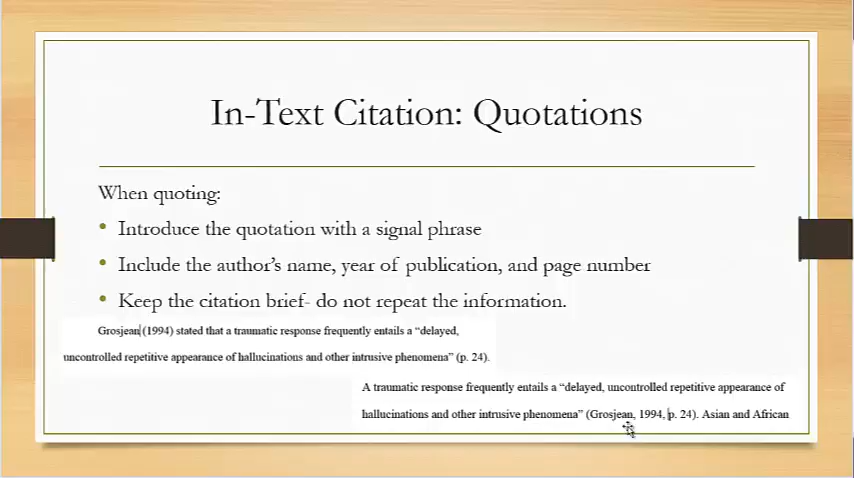 In-Text Citation: Quotations
When quoting:
• Introduce the quotation with a signal phrase
• Include the author's name, year of publication, and page number
• Keep the citation brief- do not repeat the information.
Grosjean (1994) stated that a traumatic response frequently entails a “delayed,
uncontrolled repetitive appearance of hallucinations and other intrusive phenomena” (p. 24).
A traumatic response frequently entails a “delayed, uncontrolled repetitive appearance of
hallucinations and other intrusive phenomena” (Grosjean, 1994, p. 24). Asian and African